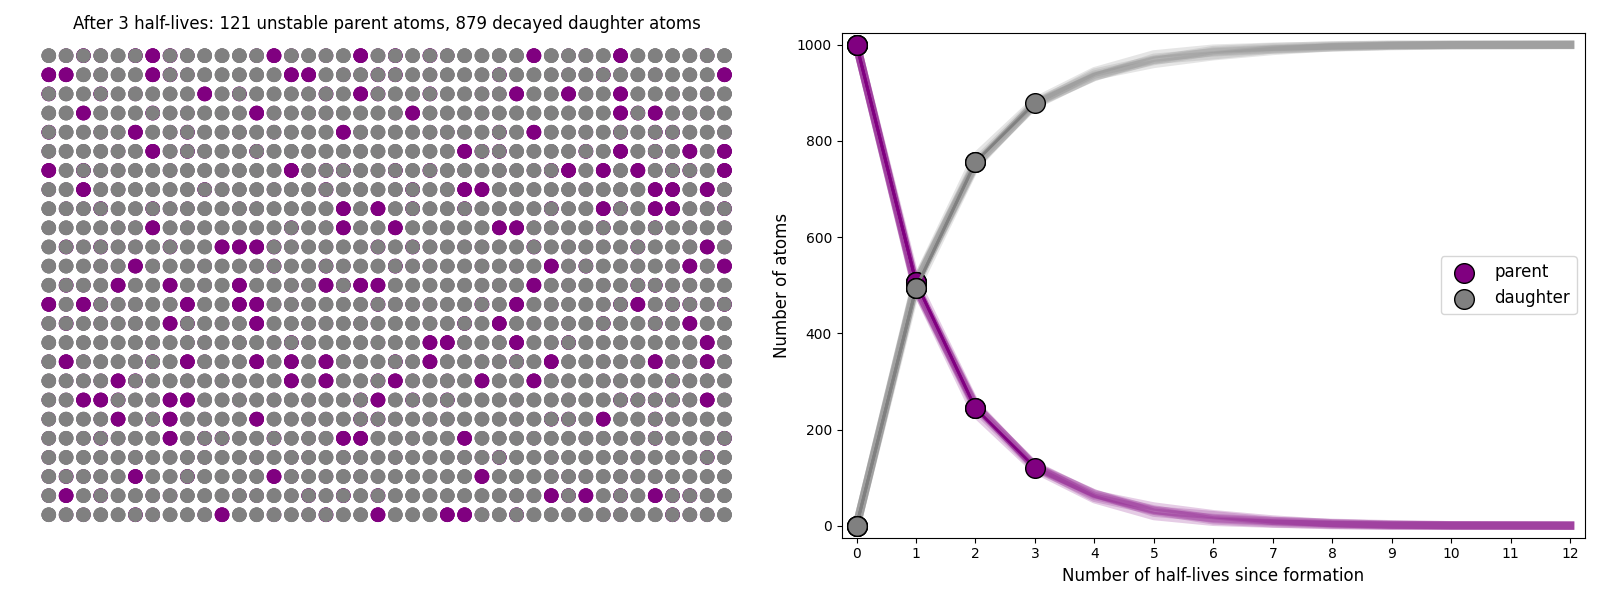 After 3 half-lives: 121 unstable parent atoms, 879 decayed daughter atoms
1000
800
600
400
200
0
Number of atoms
parent
daughter
0 1 2 3 4 5 6 7 8 9 10 11 12
Number of half-lives since formation